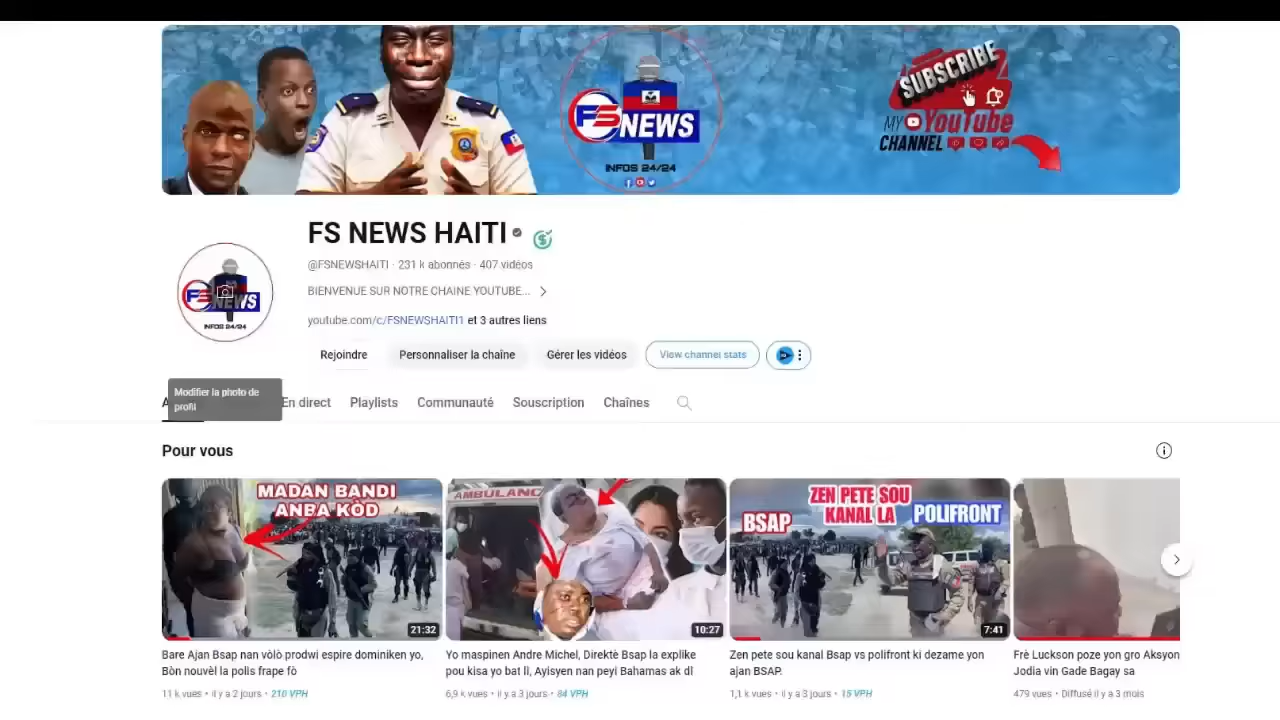 SUBSCRIBE
MY YouTube
CHANNEL
FS NEWS
INFOS 24/24
FS NEWS HAITI
@FSNEWSHAITI · 231 k abonnés · 407 vidéos
BIENVENUE SUR NOTRE CHAINE YOUTUBE...
youtube.com/c/FSNEWSHAITI1 et 3 autres liens
FS NEWS
INFOS 24/24
Rejoindre Personnaliser la chaîne Gérer les vidéos View channel stats
Modifier la photo de
profil
En direct Playlists Communauté Souscription Chaînes
Pour vous
MADAN BANDI
ANBA KÒD
21:32
AMBULANC
10:27
ZEN PETE SOU
KANAL LA
BSAP
POLIFRONT
7:41
Bare Ajan Bsap nan vòlò prodwi espire dominiken yo,
Bòn nouvèl la polis frape fò
11 k vues • il y a 2 jours • 210 VPH
Yo maspinen Andre Michel, Direktè Bsap la explike
pou kisa yo bat li, Ayisyen nan peyi Bahamas ak dl
6,9 k vues • il y a 3 jours • 84 VPH
Zen pete sou kanal Bsap vs polifront ki dezame yon
ajan BSAP.
1,1 k vues • il y a 3 jours • 15 VPH
Frè Luckson poze yon gro Aksyon
Jodia vin Gade Bagay sa
479 vues • Diffusé il y a 3 mois